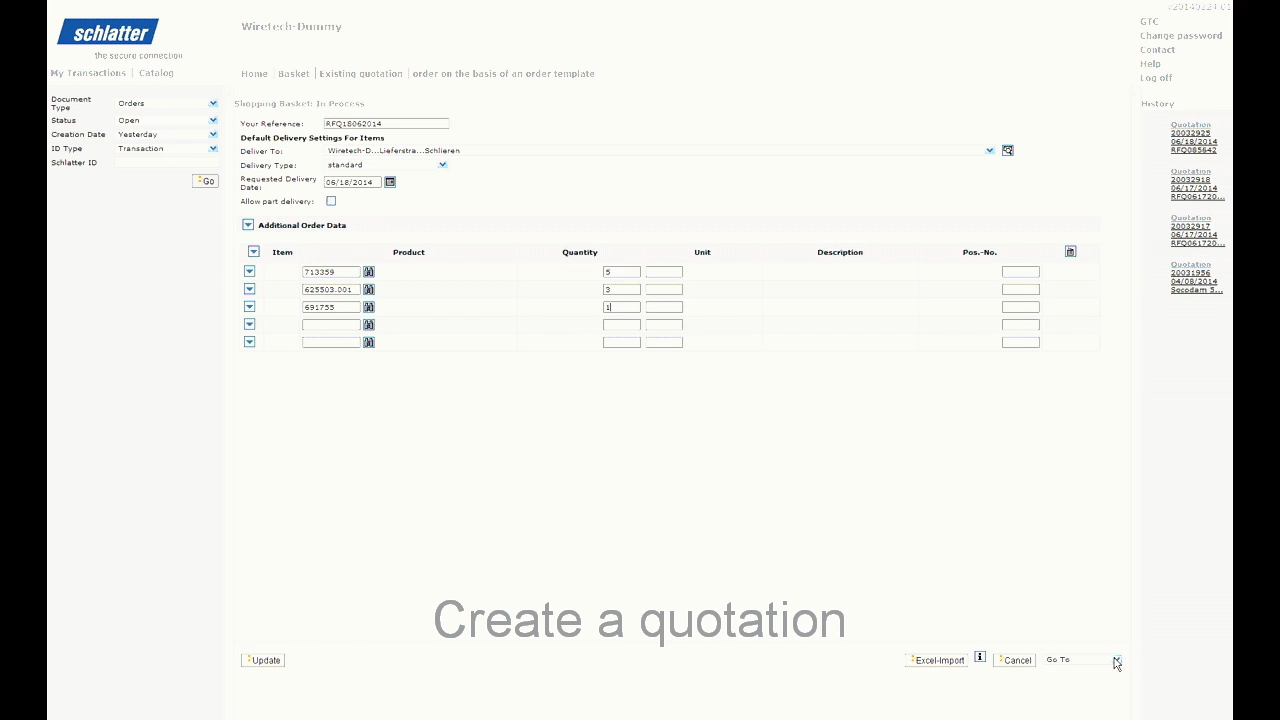 r20140224.01
schlatter
the secure connection
Wiretech-Dummy
GTC
Change password
Contact
Help
Log off
My Transactions | Catalog
Home | Basket | Existing quotation | order on the basis of an order template
Document Type Orders
Status Open
Creation Date Yesterday
ID Type Transaction
Schlatter ID
Go
Shopping Basket: In Process
Your Reference: RFQ18062014
Default Delivery Settings For Items
Deliver To: Wiretech-D...Lieferstra...Schlieren
Delivery Type: standard
Requested Delivery Date: 06/18/2014
Allow part delivery:
Additional Order Data
Item Product Quantity Unit Description Pos.-No.
713359 5
625503.001 3
691755 1
History
Quotation
20032925
06/18/2014
RFQ085642
Quotation
20032918
06/17/2014
RFQ061720...
Quotation
20032917
06/17/2014
RFQ061720...
Quotation
20031956
04/08/2014
Socodam S...
Create a quotation
Update
Excel-Import
Cancel
Go To